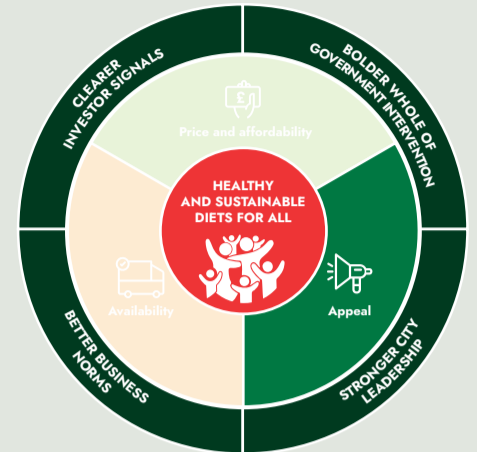 CLEARER
INVESTOR SIGNALS
BOLDER WHOLE OF
GOVERNMENT INTERVENTION
£
Price and affordability
HEALTHY
AND SUSTAINABLE
DIETS FOR ALL
Availability
Appeal
BETTER BUSINESS
NORMS
STRONGER CITY
LEADERSHIP